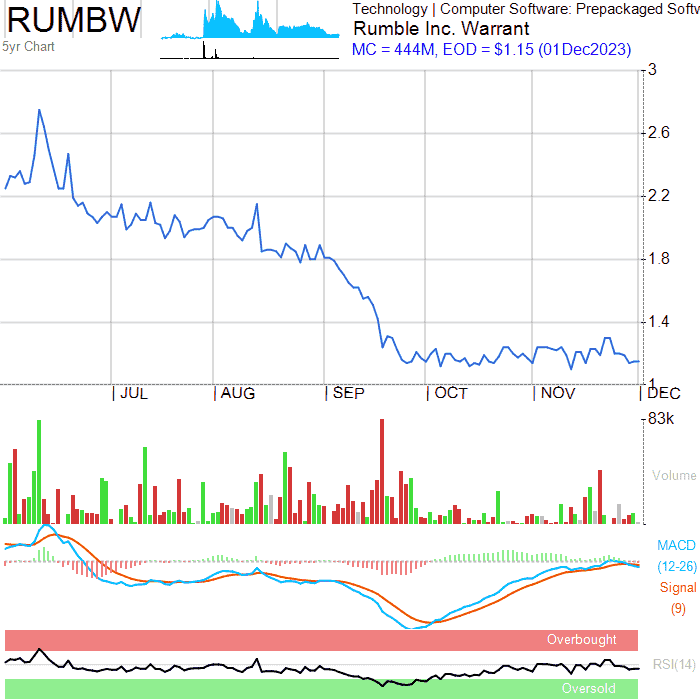 RUMBW
5yr Chart
Technology | Computer Software: Prepackaged Softw
Rumble Inc. Warrant
MC = 444M, EOD = $1.15 (01Dec2023)
3
2.6
2.2
1.8
1.4
1
JUL AUG SEP OCT NOV DEC
83k
Volume
MACD
(12-26)
Signal
(9)
Overbought
RSI(14)
Oversold